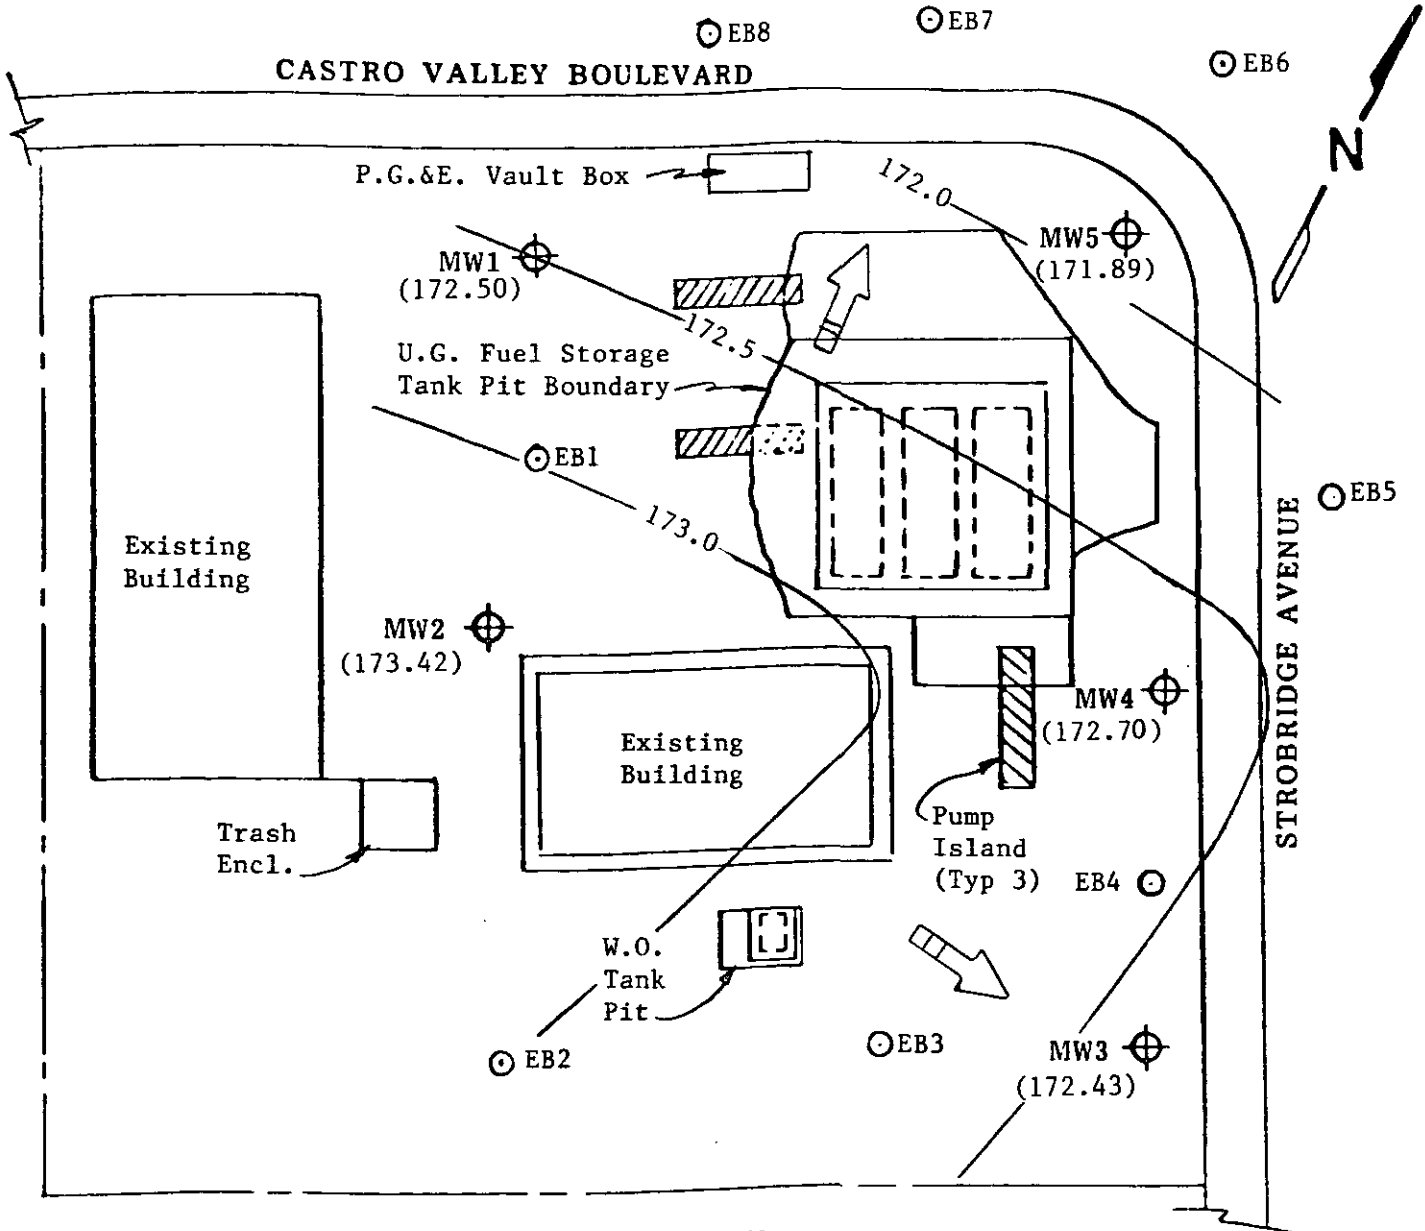 EB8
EB7
EB6
CASTRO VALLEY BOULEVARD
N
P.G.&E. Vault Box
172.0
MW5
(171.89)
MW1
(172.50)
172.5
U.G. Fuel Storage
Tank Pit Boundary
EB1
EB5
173.0
Existing
Building
MW2
(173.42)
STROBRIDGE AVENUE
MW4
(172.70)
Existing
Building
Trash
Encl.
Pump
Island
(Typ 3)
EB4
W.O.
Tank
Pit
EB3
EB2
MW3
(172.43)